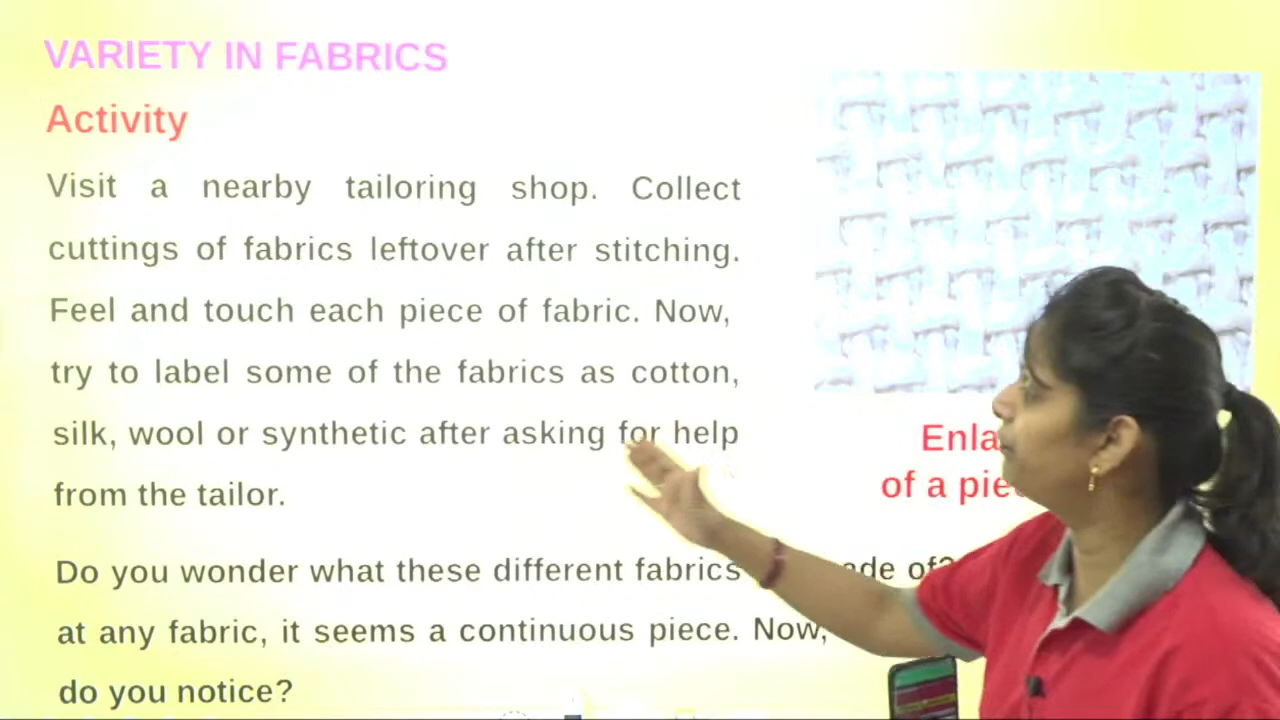 VARIETY IN FABRICS
Activity
Visit a nearby tailoring shop. Collect
cuttings of fabrics leftover after stitching.
Feel and touch each piece of fabric. Now,
try to label some of the fabrics as cotton,
silk, wool or synthetic after asking for help
from the tailor.
of a
Do you wonder what these different fabrics of?
at any fabric, it seems a continuous piece. Now,
do you notice?